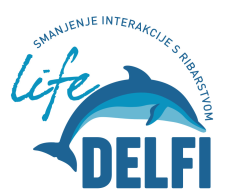 SMANJENJE INTERAKCIJE S RIBARSTVOM
life
DELFI